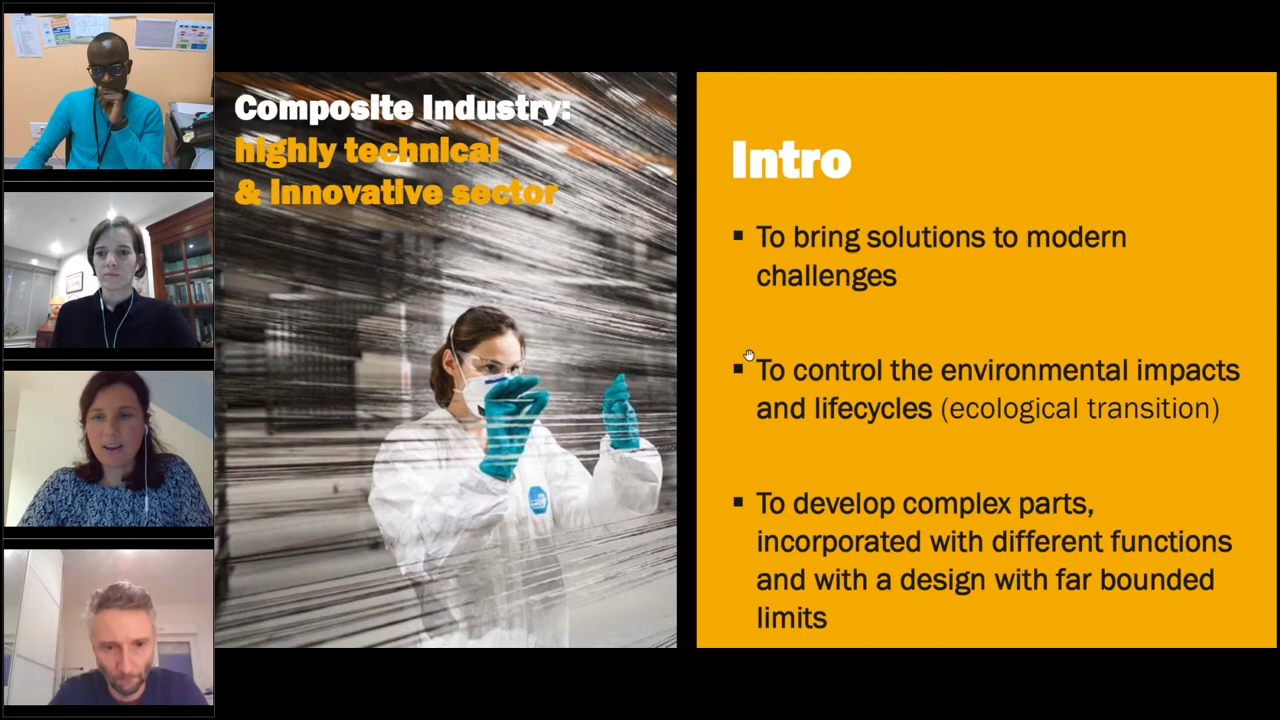 Composite Industry:
highly technical
& innovative sector
Intro
▪ To bring solutions to modern
challenges
▪ To control the environmental impacts
and lifecycles (ecological transition)
▪ To develop complex parts,
incorporated with different functions
and with a design with far bounded
limits